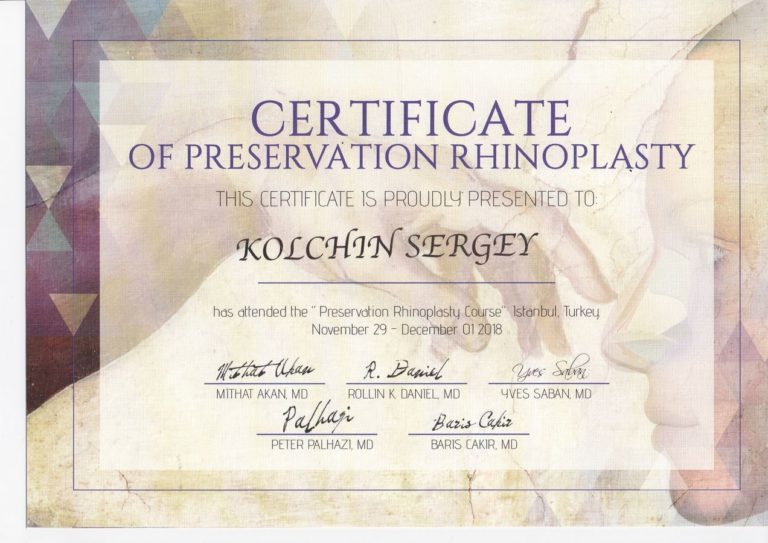 CERTIFICATE
OF PRESERVATION RHINOPLASTY
THIS CERTIFICATE IS PROUDLY PRESENTED TO:
KOLCHIN SERGEY
has attended the " Preservation Rhinoplasty Course" Istanbul, Turkey
November 29 - December 01 2018
Mithat Akan R. Daniel Yves Saban
MITHAT AKAN, MD ROLLIN K. DANIEL, MD YVES SABAN, MD
Palhazi Baris Cakir
PETER PALHAZI, MD BARIS CAKIR, MD